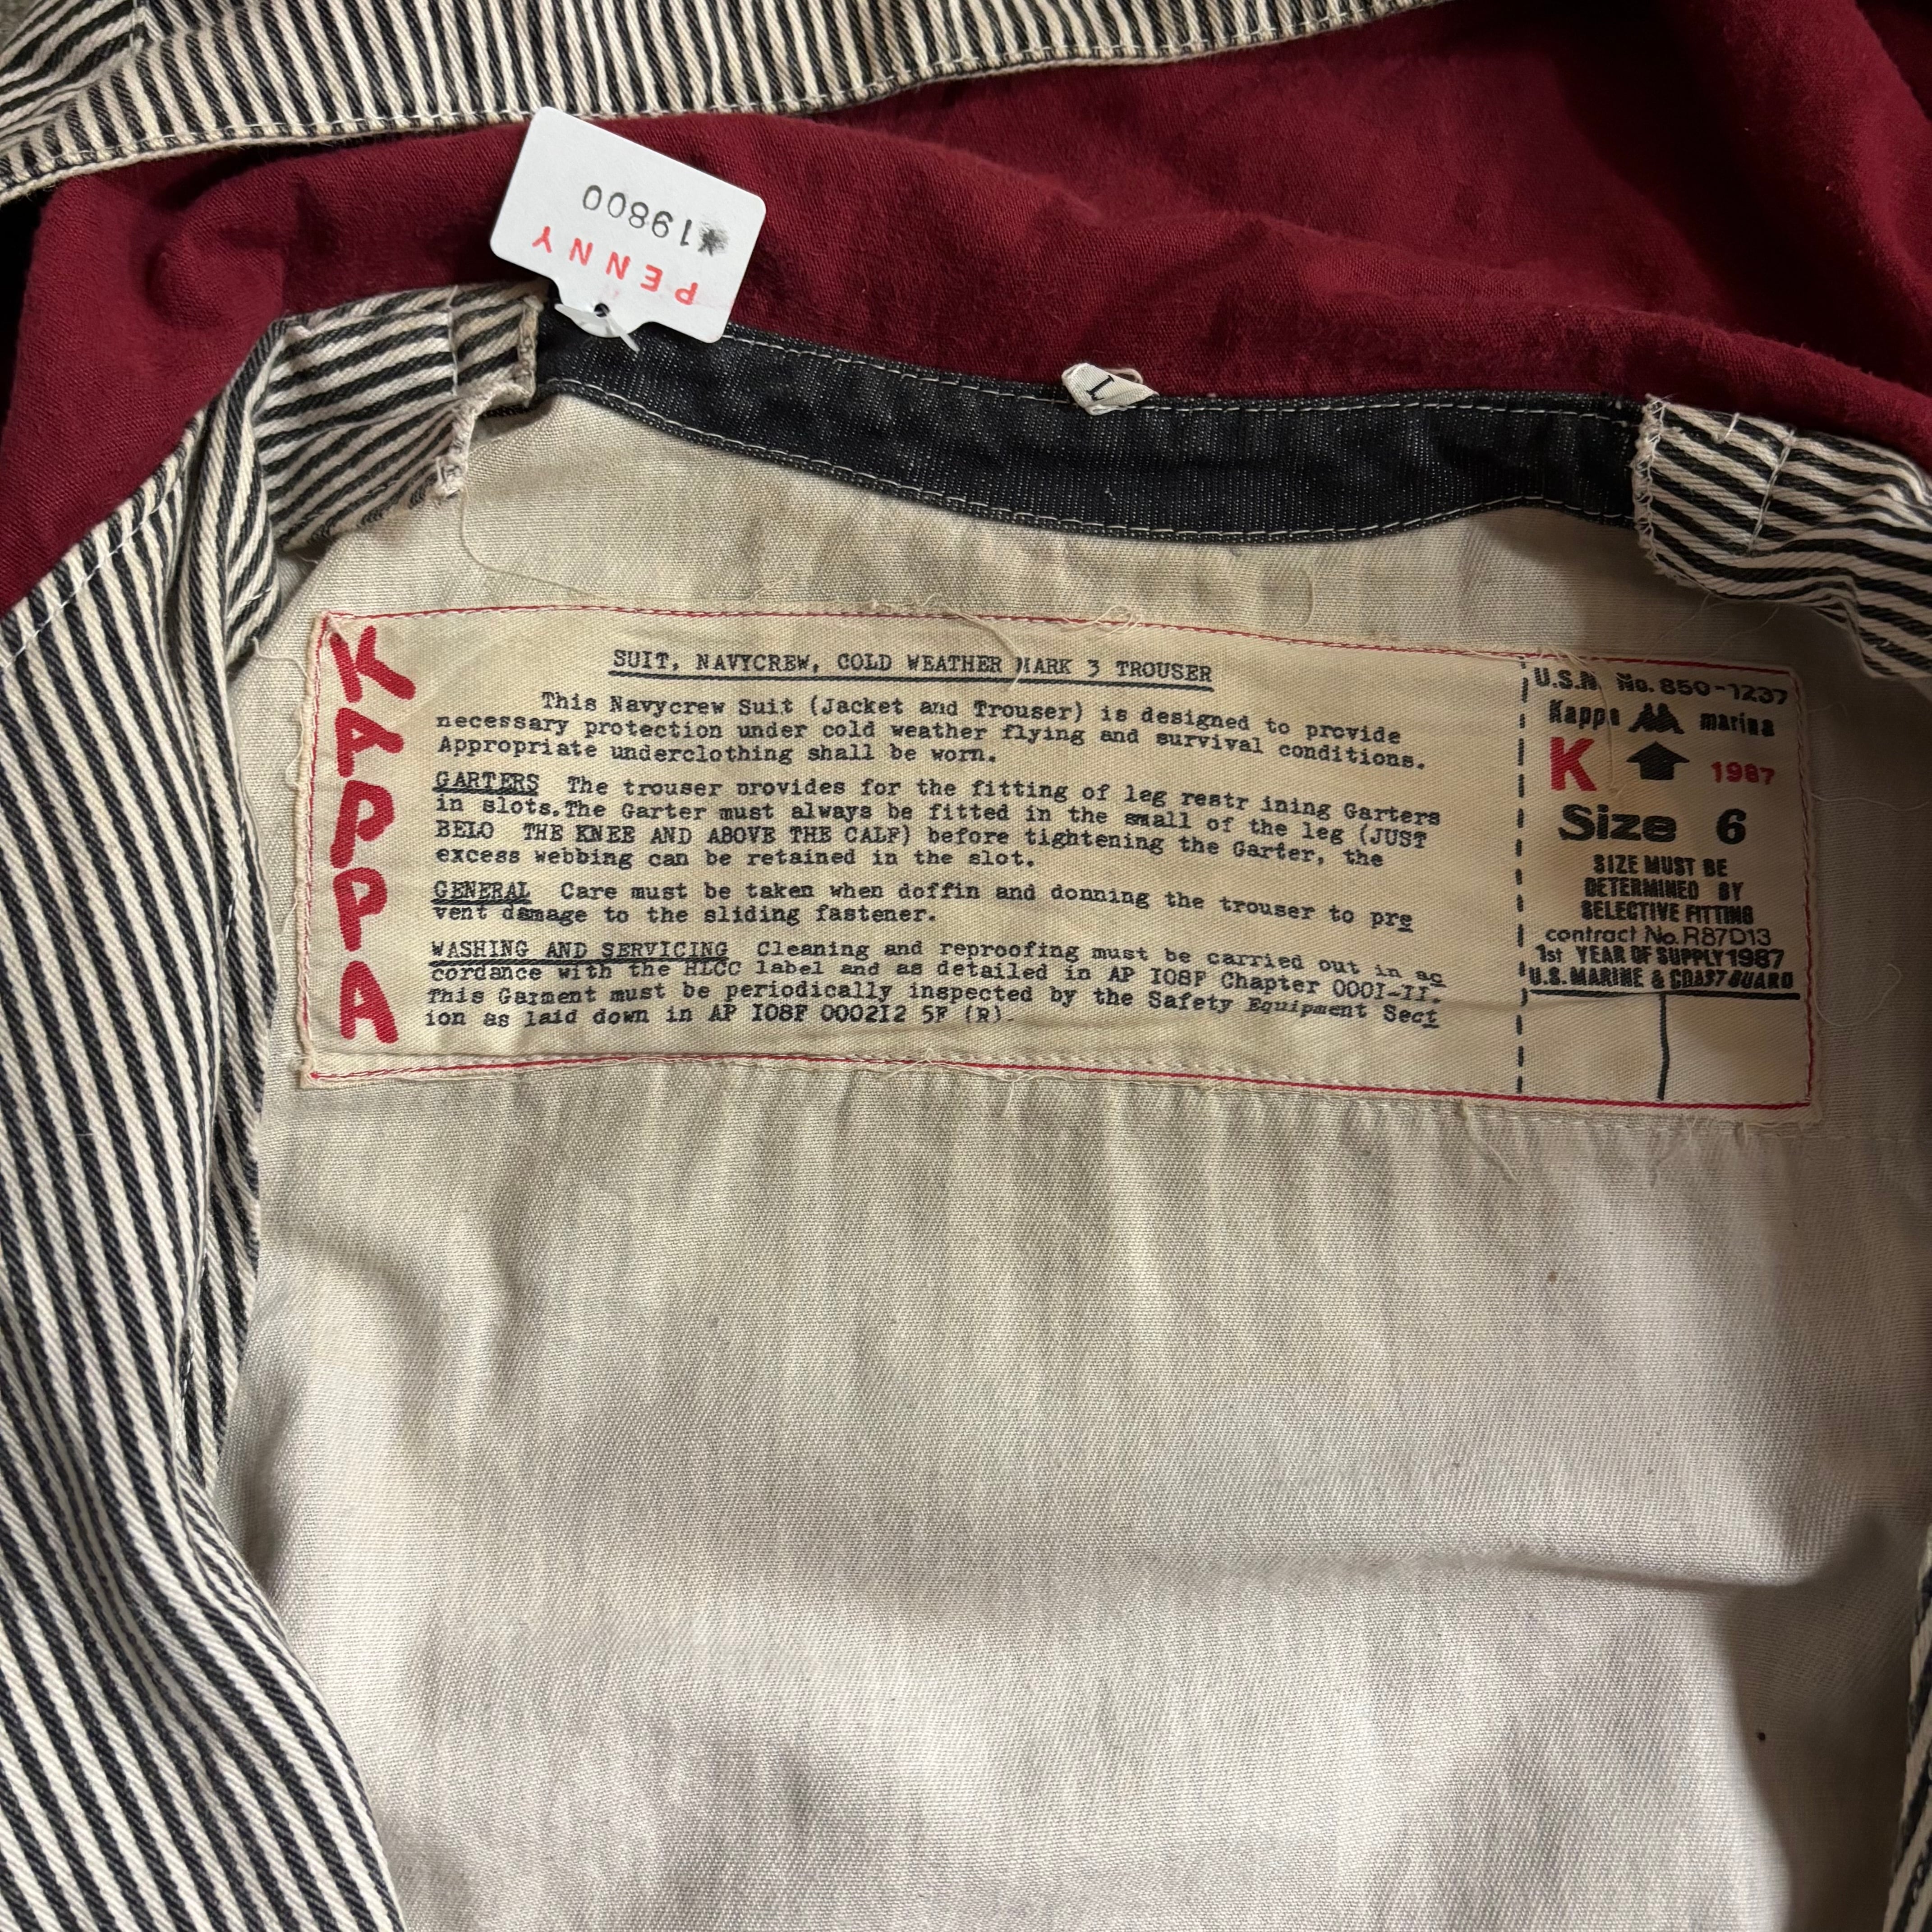 PENNY
*19800
L
KAPPA
SUIT, NAVYCREW, COLD WEATHER MARK 3 TROUSER
This Navycrew Suit (Jacket and Trouser) is designed to provide
necessary protection under cold weather flying and survival conditions.
Appropriate underclothing shall be worn.
GARTERS The trouser provides for the fitting of leg restr ining Garters
in slots.The Garter must always be fitted in the small of the leg (JUST
BELO THE KNEE AND ABOVE THE CALF) before tightening the Garter, the
excess webbing can be retained in the slot.
GENERAL Care must be taken when doffin and donning the trouser to pre
vent damage to the sliding fastener.
WASHING AND SERVICING Cleaning and reproofing must be carried out in ac
cordance with the HLCC label and as detailed in AP I08F Chapter 000I-II.
This Garment must be periodically inspected by the Safety Equipment Sect
ion as laid down in AP I08F 0002I2 5F (R).
U.S.N No. 850-1237
Kappa marina
K 1987
Size 6
SIZE MUST BE
DETERMINED BY
SELECTIVE FITTING
contract No. R87D13
1st YEAR OF SUPPLY 1987
U.S. MARINE & COAST GUARD